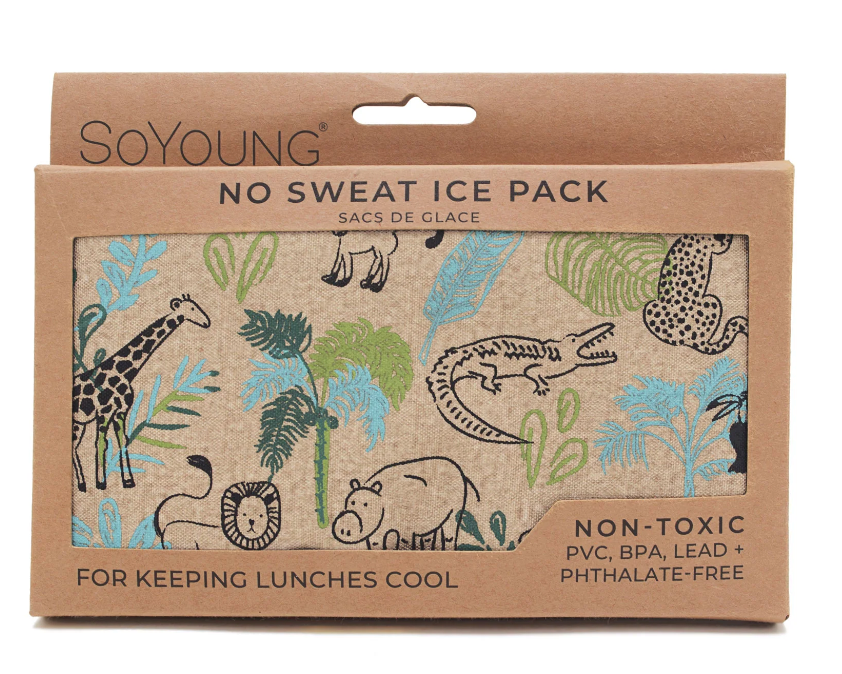 SOYOUNG®
NO SWEAT ICE PACK
SACS DE GLACE
NON-TOXIC
PVC, BPA, LEAD +
PHTHALATE-FREE
FOR KEEPING LUNCHES COOL